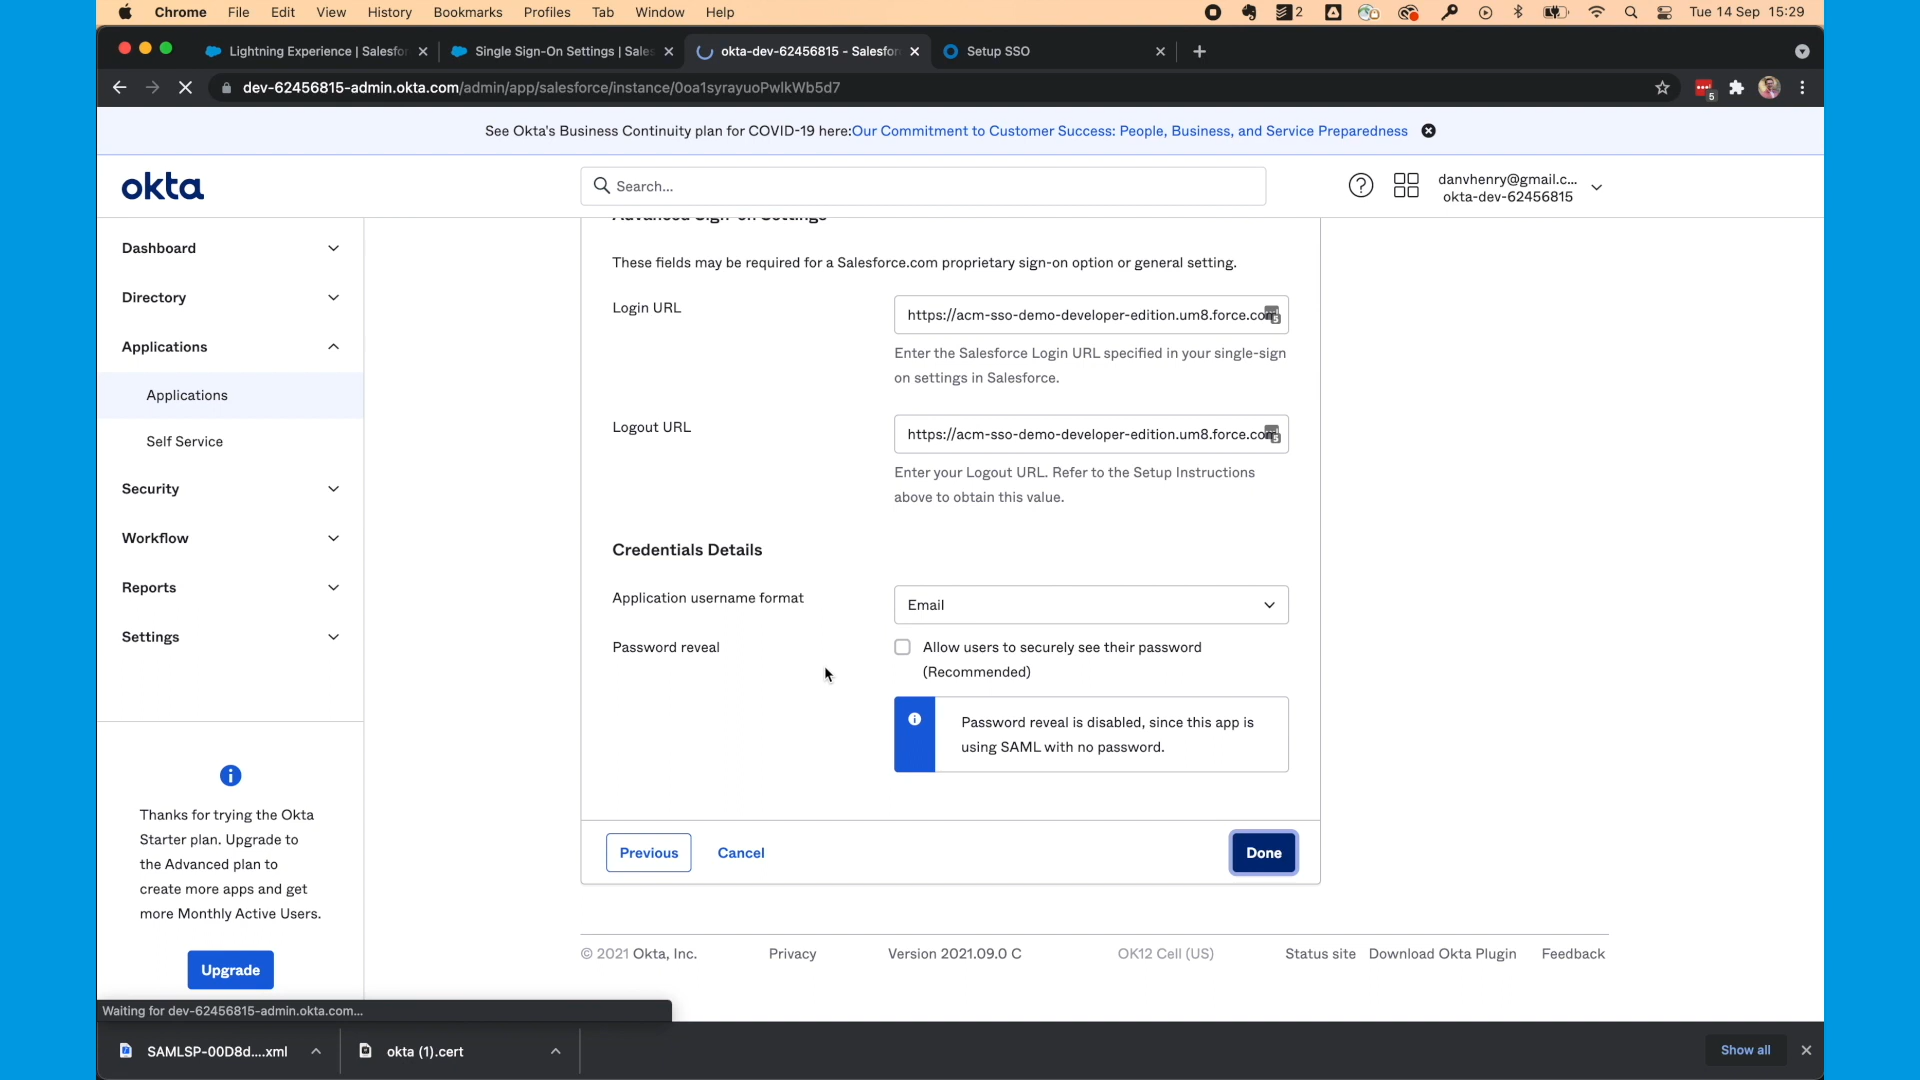 Chrome File Edit View History Bookmarks Profiles Tab Window Help 2 Tue 14 Sep 15:29
Lightning Experience | Salesfor
Single Sign-On Settings | Sales
okta-dev-62456815 - Salesfor
Setup SSO
dev-62456815-admin.okta.com/admin/app/salesforce/instance/0oa1syrayuoPwlkWb5d7
5
See Okta's Business Continuity plan for COVID-19 here:Our Commitment to Customer Success: People, Business, and Service Preparedness
okta
Search...
danvhenry@gmail.c...
okta-dev-62456815
Dashboard
Directory
Applications
Applications
Self Service
Security
Workflow
Reports
Settings
Thanks for trying the Okta
Starter plan. Upgrade to
the Advanced plan to
create more apps and get
more Monthly Active Users.
Upgrade
Advanced Sign-on Settings
These fields may be required for a Salesforce.com proprietary sign-on option or general setting.
Login URL
https://acm-sso-demo-developer-edition.um8.force.com
5
Enter the Salesforce Login URL specified in your single-sign
on settings in Salesforce.
Logout URL
https://acm-sso-demo-developer-edition.um8.force.com
5
Enter your Logout URL. Refer to the Setup Instructions
above to obtain this value.
Credentials Details
Application username format
Email
Password reveal
Allow users to securely see their password
(Recommended)
Password reveal is disabled, since this app is
using SAML with no password.
Previous
Cancel
Done
© 2021 Okta, Inc. Privacy Version 2021.09.0 C OK12 Cell (US) Status site Download Okta Plugin Feedback
Waiting for dev-62456815-admin.okta.com...
SAMLSP-00D8d....xml
okta (1).cert
Show all